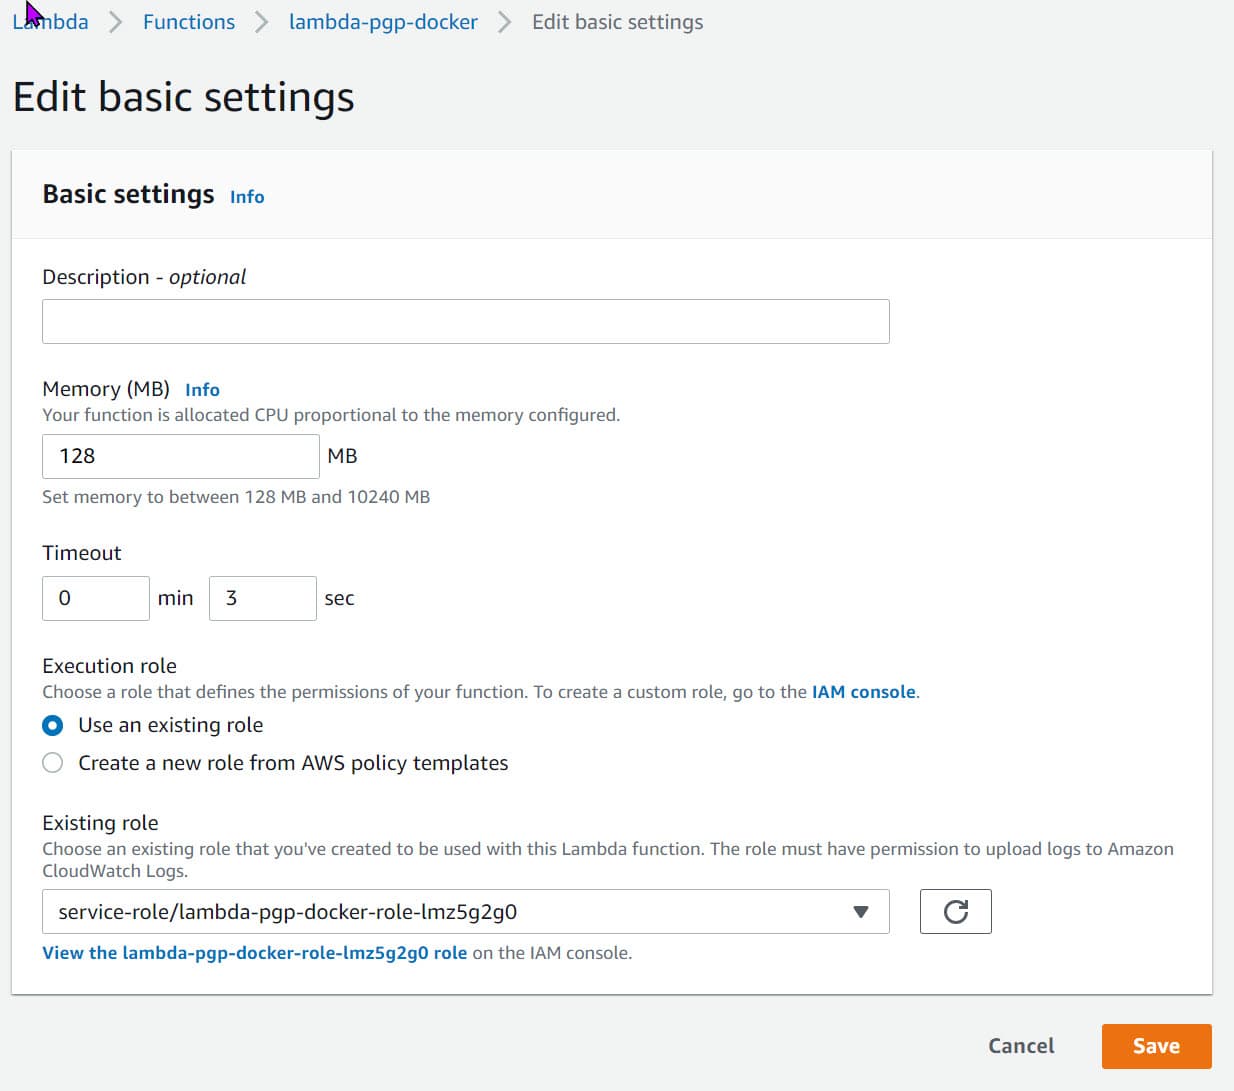 Lambda > Functions > lambda-pgp-docker > Edit basic settings
Edit basic settings
Basic settings Info
Description - optional
Memory (MB) Info
Your function is allocated CPU proportional to the memory configured.
128 MB
Set memory to between 128 MB and 10240 MB
Timeout
0 min 3 sec
Execution role
Choose a role that defines the permissions of your function. To create a custom role, go to the IAM console.
Use an existing role
Create a new role from AWS policy templates
Existing role
Choose an existing role that you've created to be used with this Lambda function. The role must have permission to upload logs to Amazon
CloudWatch Logs.
service-role/lambda-pgp-docker-role-lmz5g2g0
View the lambda-pgp-docker-role-lmz5g2g0 role on the IAM console.
Cancel Save